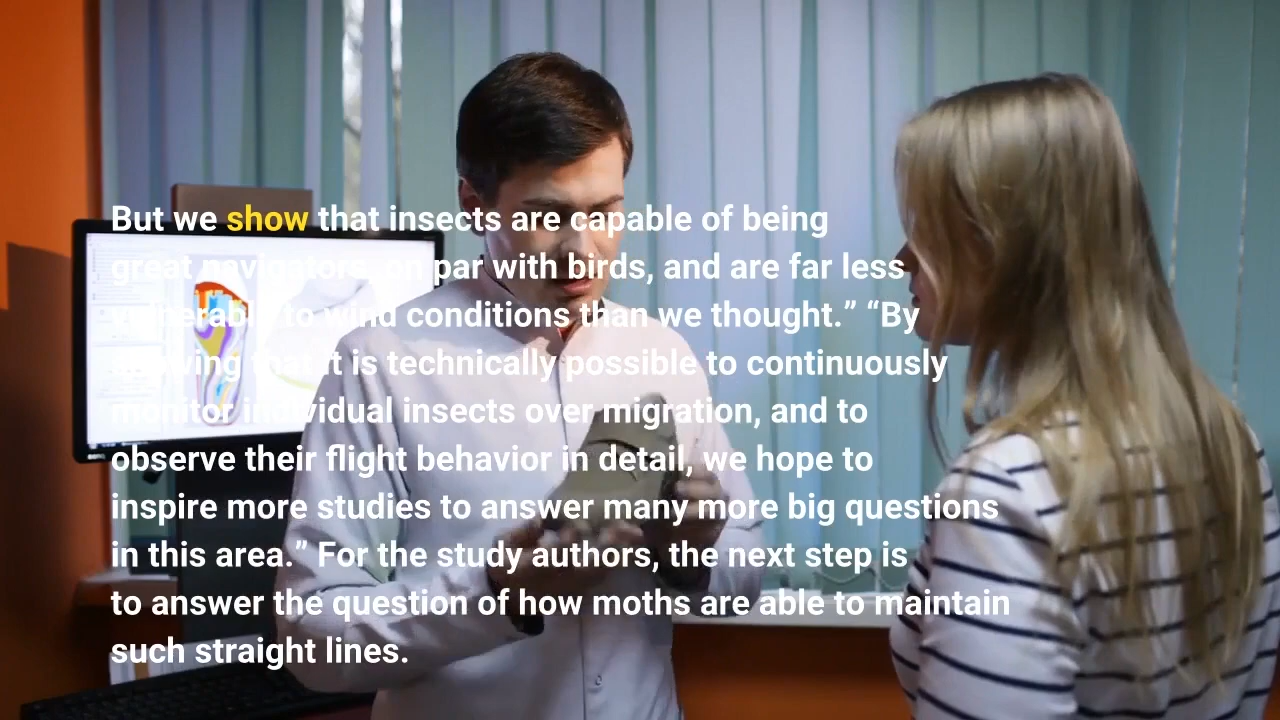 But we show that insects are capable of being
great navigators, on par with birds, and are far less
vulnerable to wind conditions than we thought.” “By
showing that it is technically possible to continuously
monitor individual insects over migration, and to
observe their flight behavior in detail, we hope to
inspire more studies to answer many more big questions
in this area.” For the study authors, the next step is
to answer the question of how moths are able to maintain
such straight lines.